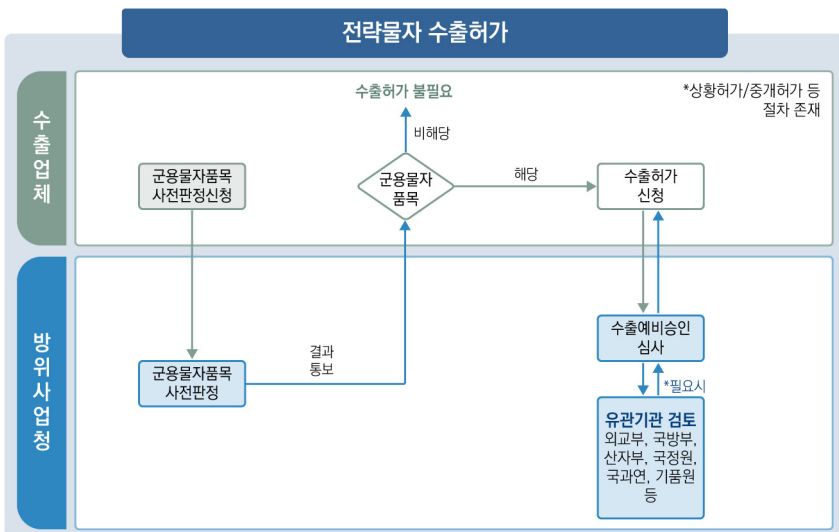 전략물자 수출허가
수출업체
수출허가 불필요
*상황허가/중개허가 등
절차 존재
비해당
군용물자품목
사전판정신청
군용물자
품목
해당
수출허가
신청
방위사업청
결과
통보
군용물자품목
사전판정
수출예비승인
심사
*필요시
유관기관 검토
외교부, 국방부,
산자부, 국정원,
국과연, 기품원
등